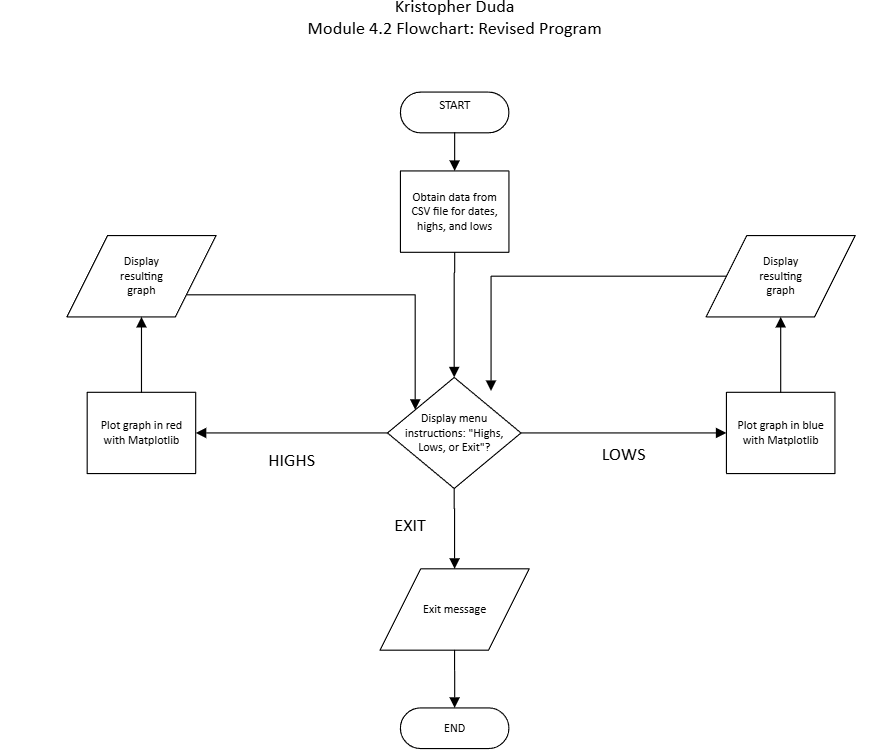 Kristopher Duda
Module 4.2 Flowchart: Revised Program
START
Obtain data from
CSV file for dates,
highs, and lows
Display
resulting
graph
Display
resulting
graph
Plot graph in red
with Matplotlib
Display menu
instructions: "Highs,
Lows, or Exit"?
Plot graph in blue
with Matplotlib
HIGHS
LOWS
EXIT
Exit message
END